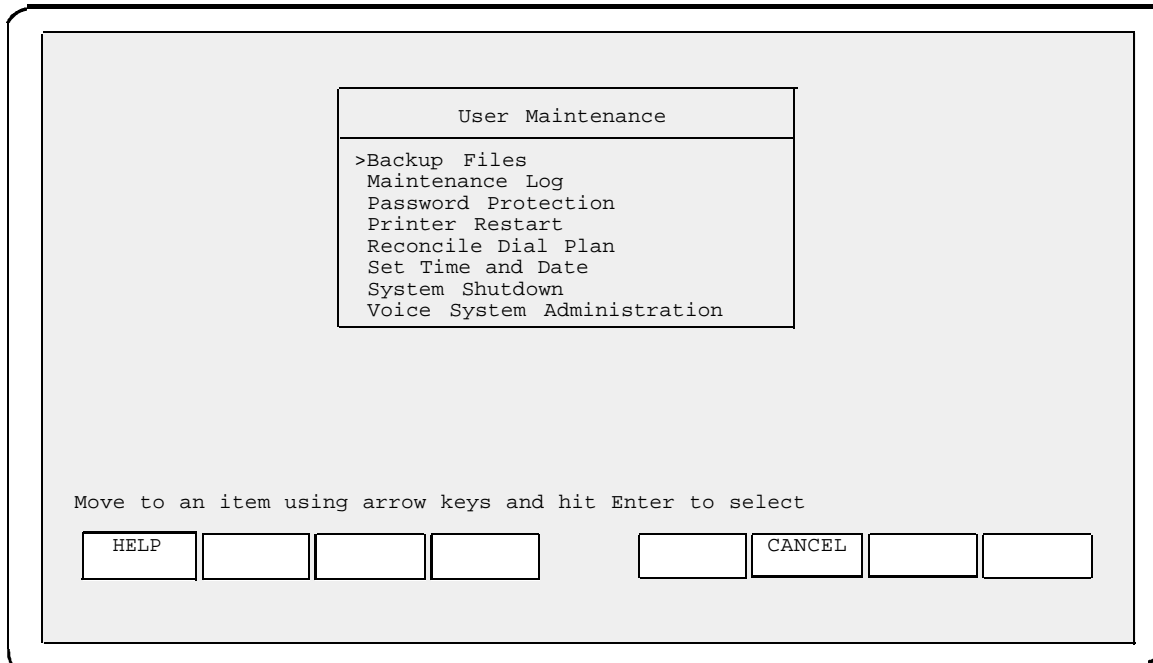 User Maintenance
>Backup Files
Maintenance Log
Password Protection
Printer Restart
Reconcile Dial Plan
Set Time and Date
System Shutdown
Voice System Administration
Move to an item using arrow keys and hit Enter to select
HELP CANCEL